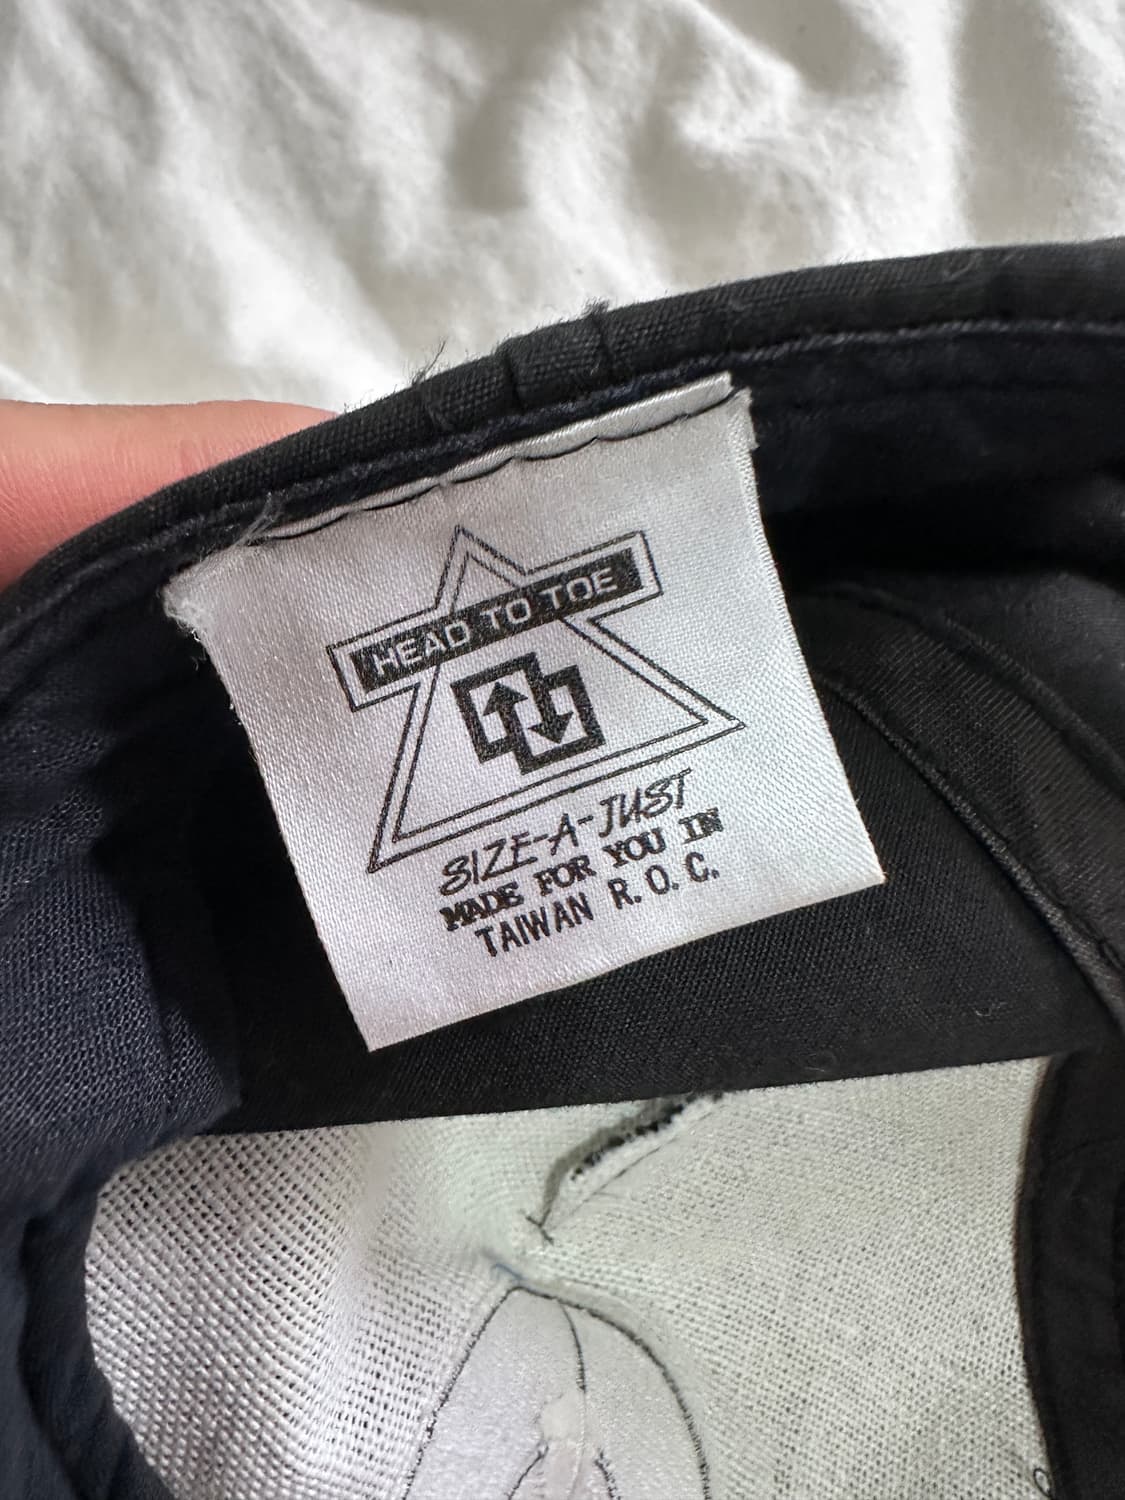 HEAD TO TOE
SIZE-A-JUST
MADE FOR YOU IN
TAIWAN R.O.C.